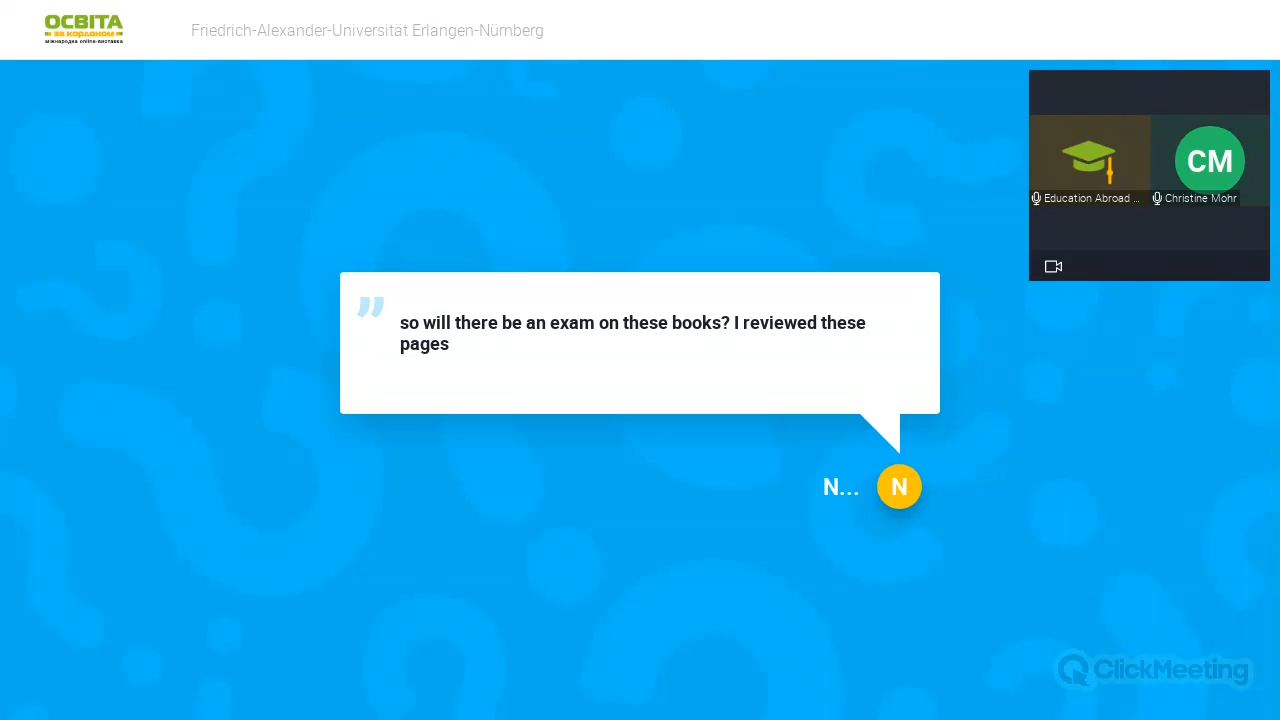 ОСВІТА
за кордоном
міжнародна online-виставка
Friedrich-Alexander-Universität Erlangen-Nürnberg
CM
Education Abroad ...
Christine Mohr
”
so will there be an exam on these books? I reviewed these
pages
N...
N
ClickMeeting